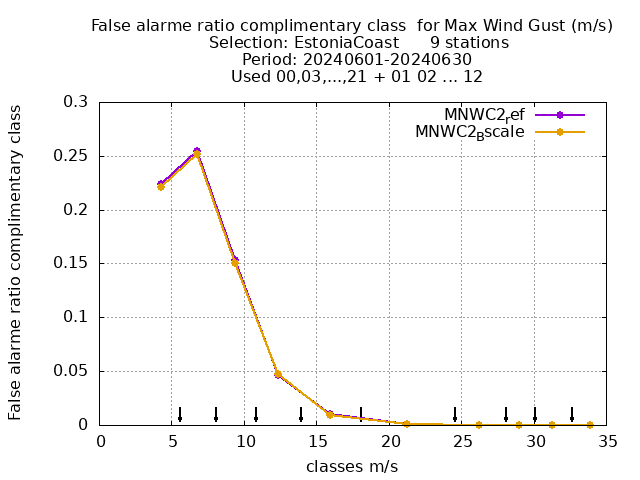 False alarme ratio complimentary class  for Max Wind Gust (m/s)
Selection: EstoniaCoast      9 stations
Period: 20240601-20240630
Used 00,03,...,21 + 01 02 ... 12
False alarme ratio complimentary class
0.3
0.25
0.2
0.15
0.1
0.05
0
MNWC2ref
MNWC2Bscale
0 5 10 15 20 25 30 35
classes m/s